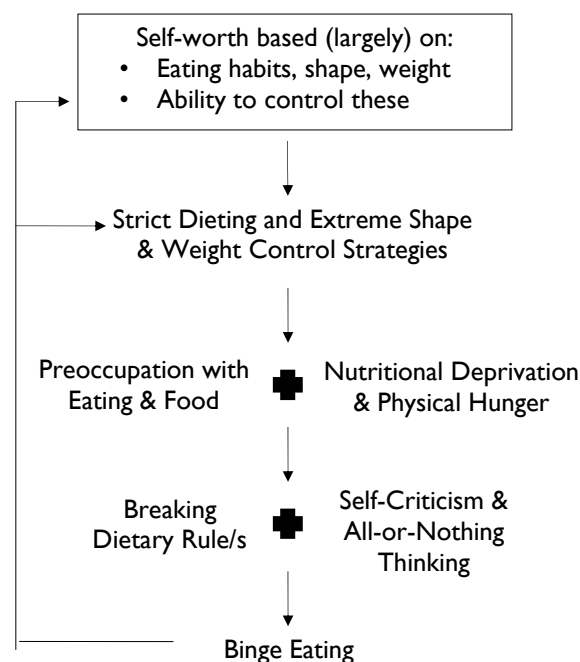 Self-worth based (largely) on:
• Eating habits, shape, weight
• Ability to control these
Strict Dieting and Extreme Shape
& Weight Control Strategies
Preoccupation with
Eating & Food
Nutritional Deprivation
& Physical Hunger
Breaking
Dietary Rule/s
Self-Criticism &
All-or-Nothing
Thinking
Binge Eating